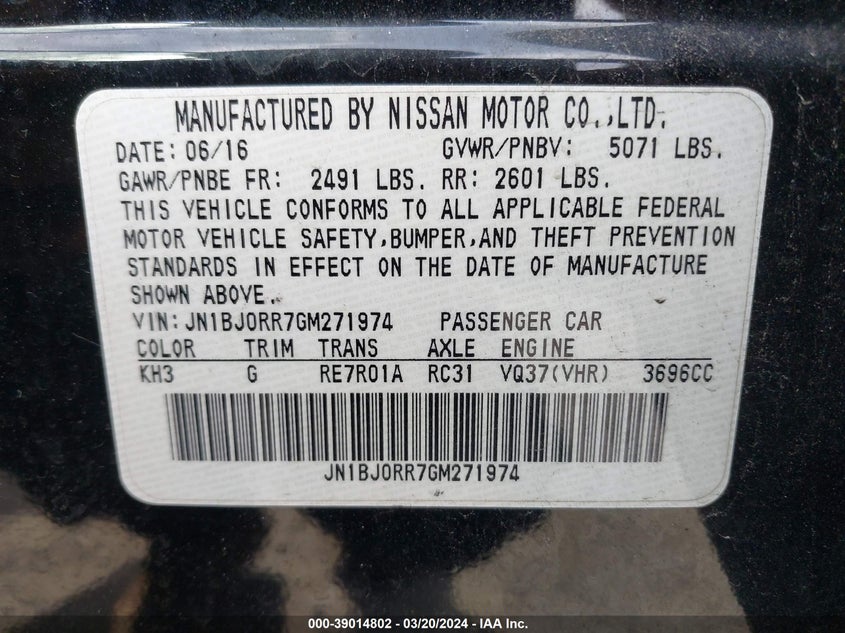 MANUFACTURED BY NISSAN MOTOR CO.,LTD.
DATE: 06/16 GVWR/PNBV: 5071 LBS.
GAWR/PNBE FR: 2491 LBS. RR: 2601 LBS.
THIS VEHICLE CONFORMS TO ALL APPLICABLE FEDERAL
MOTOR VEHICLE SAFETY,BUMPER,AND THEFT PREVENTION
STANDARDS IN EFFECT ON THE DATE OF MANUFACTURE
SHOWN ABOVE.
VIN:JN1BJ0RR7GM271974 PASSENGER CAR
COLOR TRIM TRANS AXLE ENGINE
KH3 G RE7R01A RC31 VQ37(VHR) 3696CC
JN1BJ0RR7GM271974
000-39014802 - 03/20/2024 - IAA Inc.